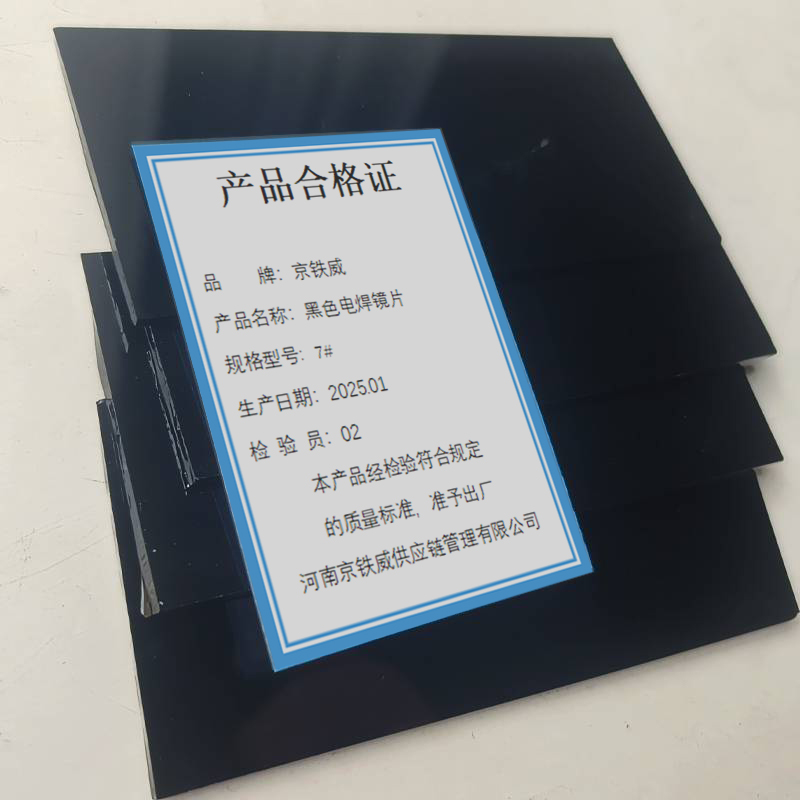 产品合格证
品　　牌：京铁威
产品名称：黑色电焊镜片
规格型号：7#
生产日期：2025.01
检 验 员：02
本产品经检验符合规定
的质量标准，准予出厂
河南京铁威供应链管理有限公司